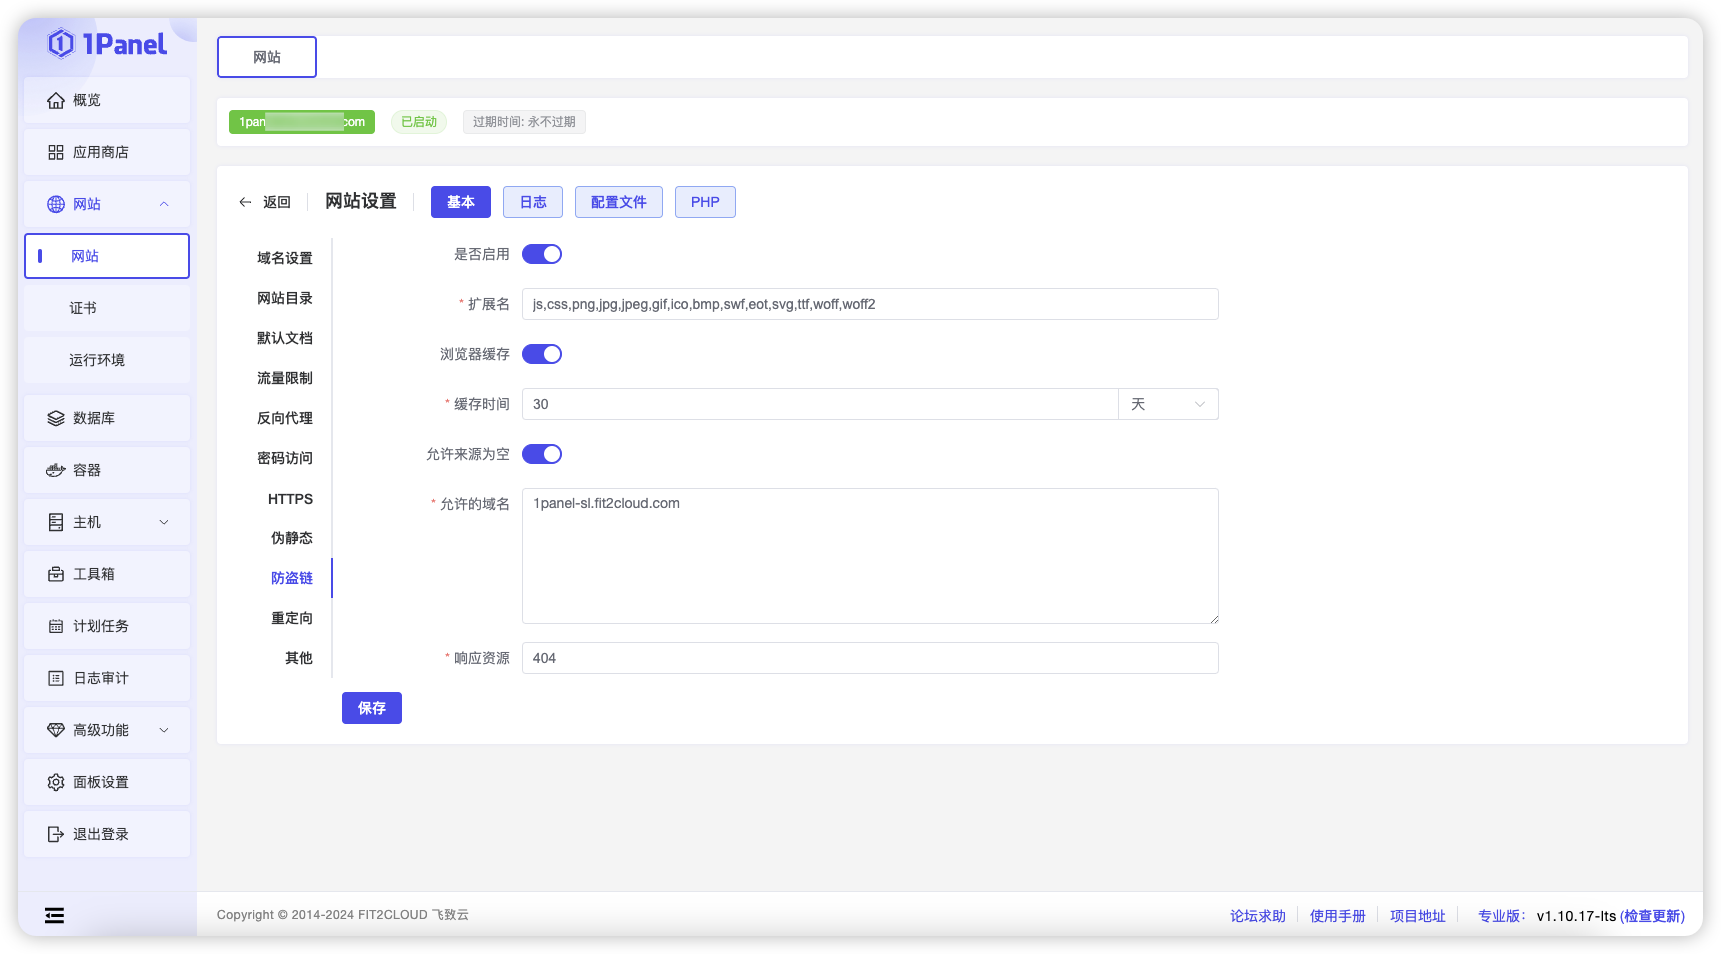 1Panel
概览
应用商店
网站
网站
证书
运行环境
数据库
容器
主机
工具箱
计划任务
日志审计
高级功能
面板设置
退出登录
网站
1pan com 已启动 过期时间: 永不过期
返回 网站设置 基本 日志 配置文件 PHP
域名设置
网站目录
默认文档
流量限制
反向代理
密码访问
HTTPS
伪静态
防盗链
重定向
其他
是否启用
* 扩展名 js,css,png,jpg,jpeg,gif,ico,bmp,swf,eot,svg,ttf,woff,woff2
浏览器缓存
* 缓存时间 30 天
允许来源为空
* 允许的域名 1panel-sl.fit2cloud.com
* 响应资源 404
保存
Copyright © 2014-2024 FIT2CLOUD 飞致云
论坛求助 使用手册 项目地址 专业版: v1.10.17-lts (检查更新)